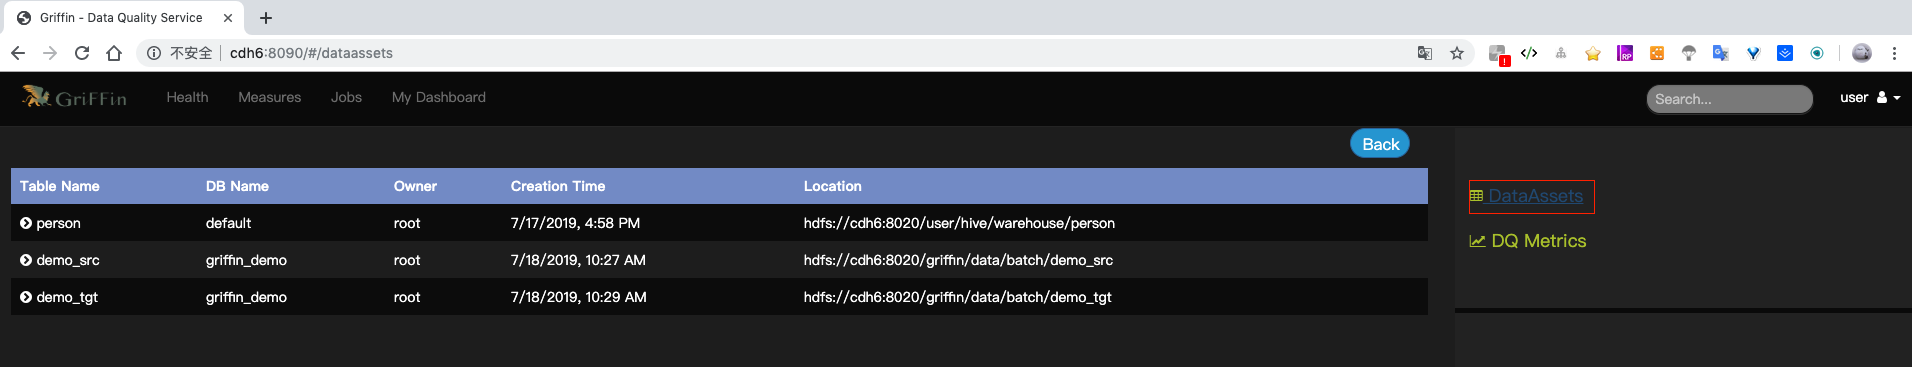 Griffin - Data Quality Service
不安全 cdh6:8090/#/dataassets
RP
!
GriFFin Health Measures Jobs My Dashboard Search... user
Back
Table Name DB Name Owner Creation Time Location
person default root 7/17/2019, 4:58 PM hdfs://cdh6:8020/user/hive/warehouse/person
demo_src griffin_demo root 7/18/2019, 10:27 AM hdfs://cdh6:8020/griffin/data/batch/demo_src
demo_tgt griffin_demo root 7/18/2019, 10:29 AM hdfs://cdh6:8020/griffin/data/batch/demo_tgt
DataAssets
DQ Metrics